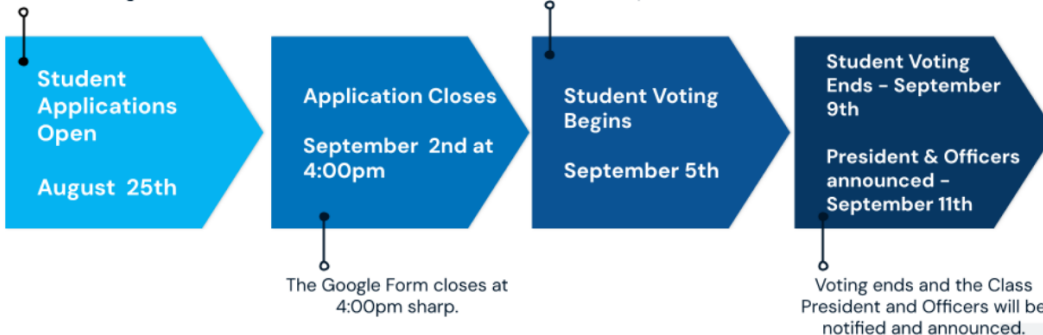 Student
Applications
Open
August 25th
Application Closes
September 2nd at
4:00pm
The Google Form closes at
4:00pm sharp.
Student Voting
Begins
September 5th
Student Voting
Ends – September
9th
President & Officers
announced –
September 11th
Voting ends and the Class
President and Officers will be
notified and announced.